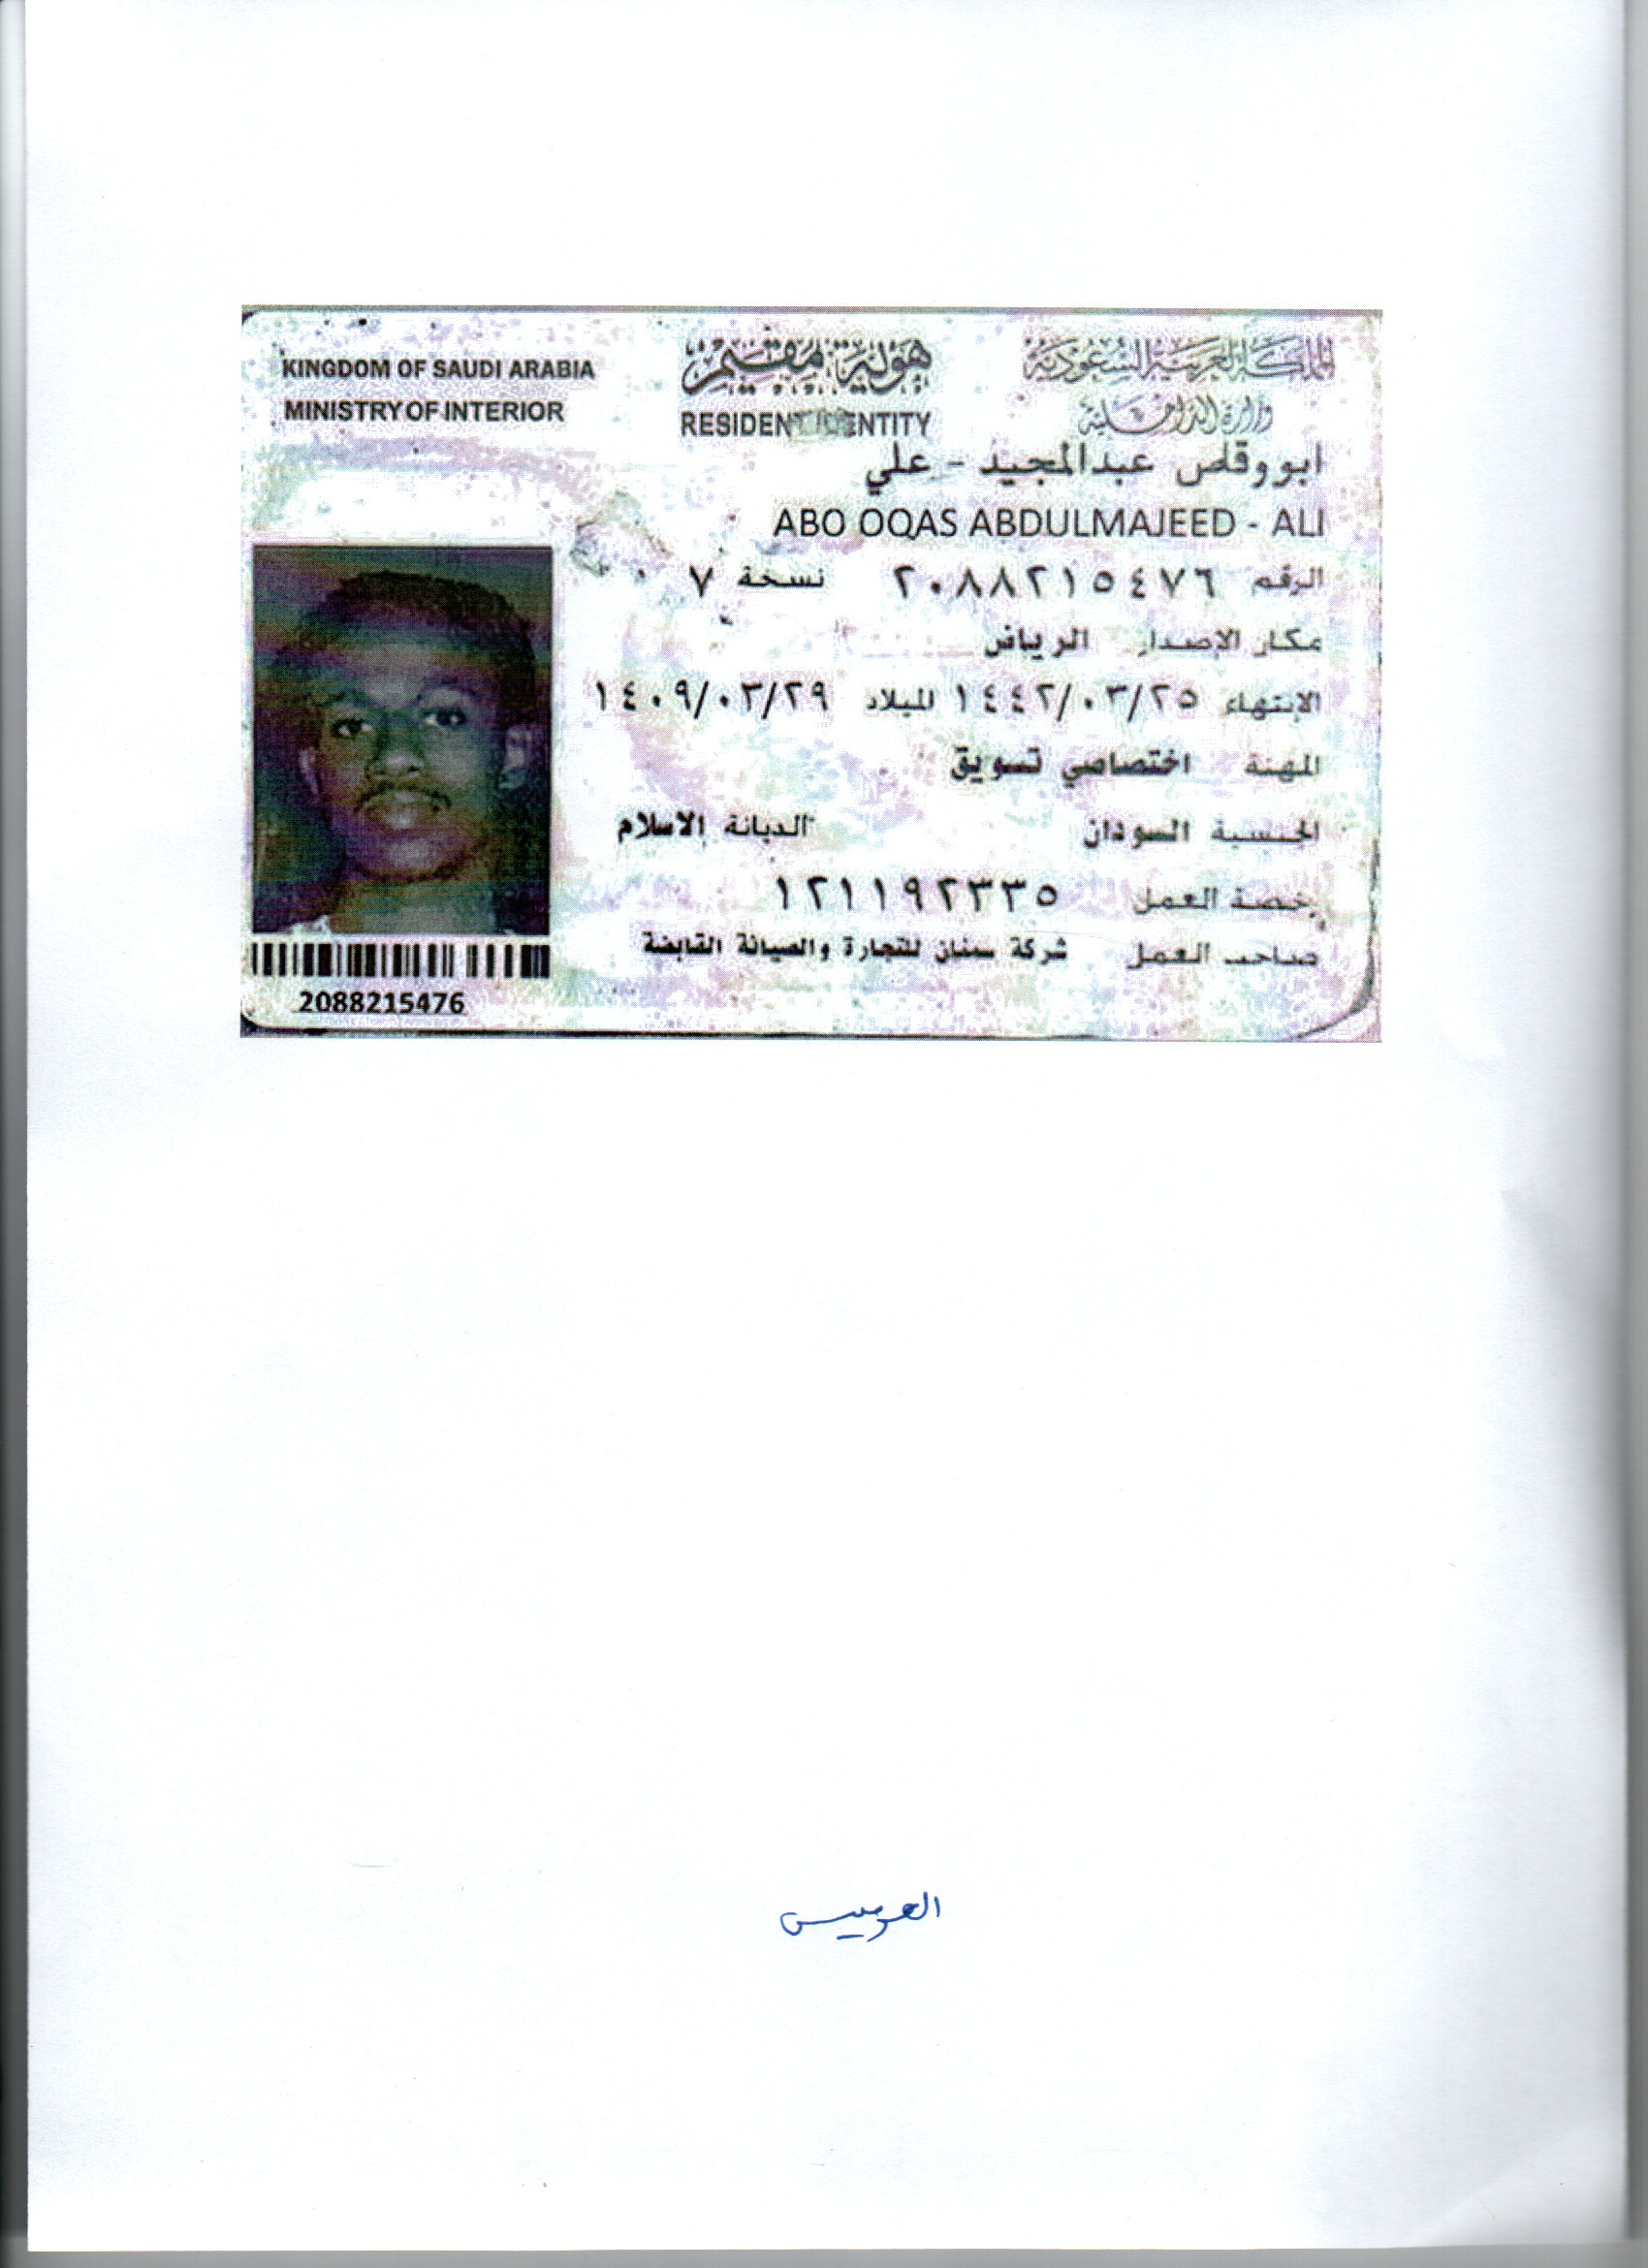 المملكة العربية السعودية
وزارة الداخلية
هوية مقيم
RESIDENT IDENTITY
KINGDOM OF SAUDI ARABIA
MINISTRY OF INTERIOR
ابووقاص عبدالمجيد - علي
ABO OQAS ABDULMAJEED - ALI
الرقم ٢٠٨٨٢١٥٤٧٦ نسخة ٧
مكان الإصدار الرياض
الإنتهاء ١٤٤٢/٠٣/٢٥ الميلاد ١٤٠٩/٠٣/٢٩
المهنة اختصاصي تسويق
الجنسية السودان الديانة الاسلام
رخصة العمل ١٢١١٩٢٣٣٥
صاحب العمل شركة سمنان للتجارة والصيانة القابضة
2088215476